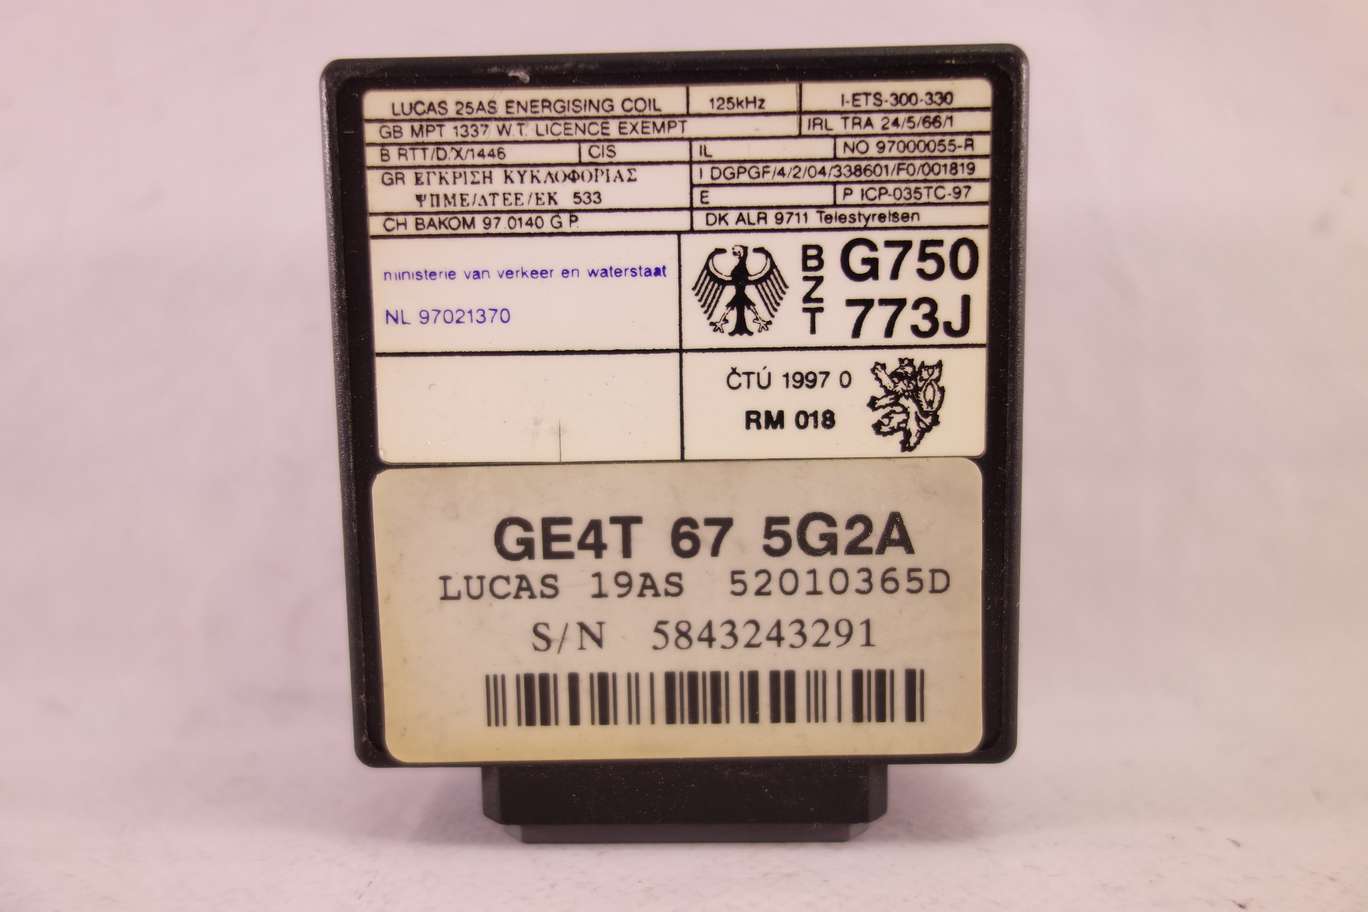 LUCAS 25AS ENERGISING COIL 125kHz I-ETS-300-330
GB MPT 1337 W.T. LICENCE EXEMPT IRL TRA 24/5/66/1
B RTT/D/X/1446 CIS IL NO 97000055-R
GR ΕΓΚΡΙΣΗ ΚΥΚΛΟΦΟΡΙΑΣ I DGPGF/4/2/04/338601/F0/001819
ΨΠΜΕ/ΔΤΕΕ/ΕΚ 533 E P ICP-035TC-97
CH BAKOM 97.0140 G P. DK ALR 9711 Telestyrelsen
ministerie van verkeer en waterstaat
NL 97021370
BZT G750
773J
ČTÚ 1997 0
RM 018
GE4T 67 5G2A
LUCAS 19AS 52010365D
S/N 5843243291